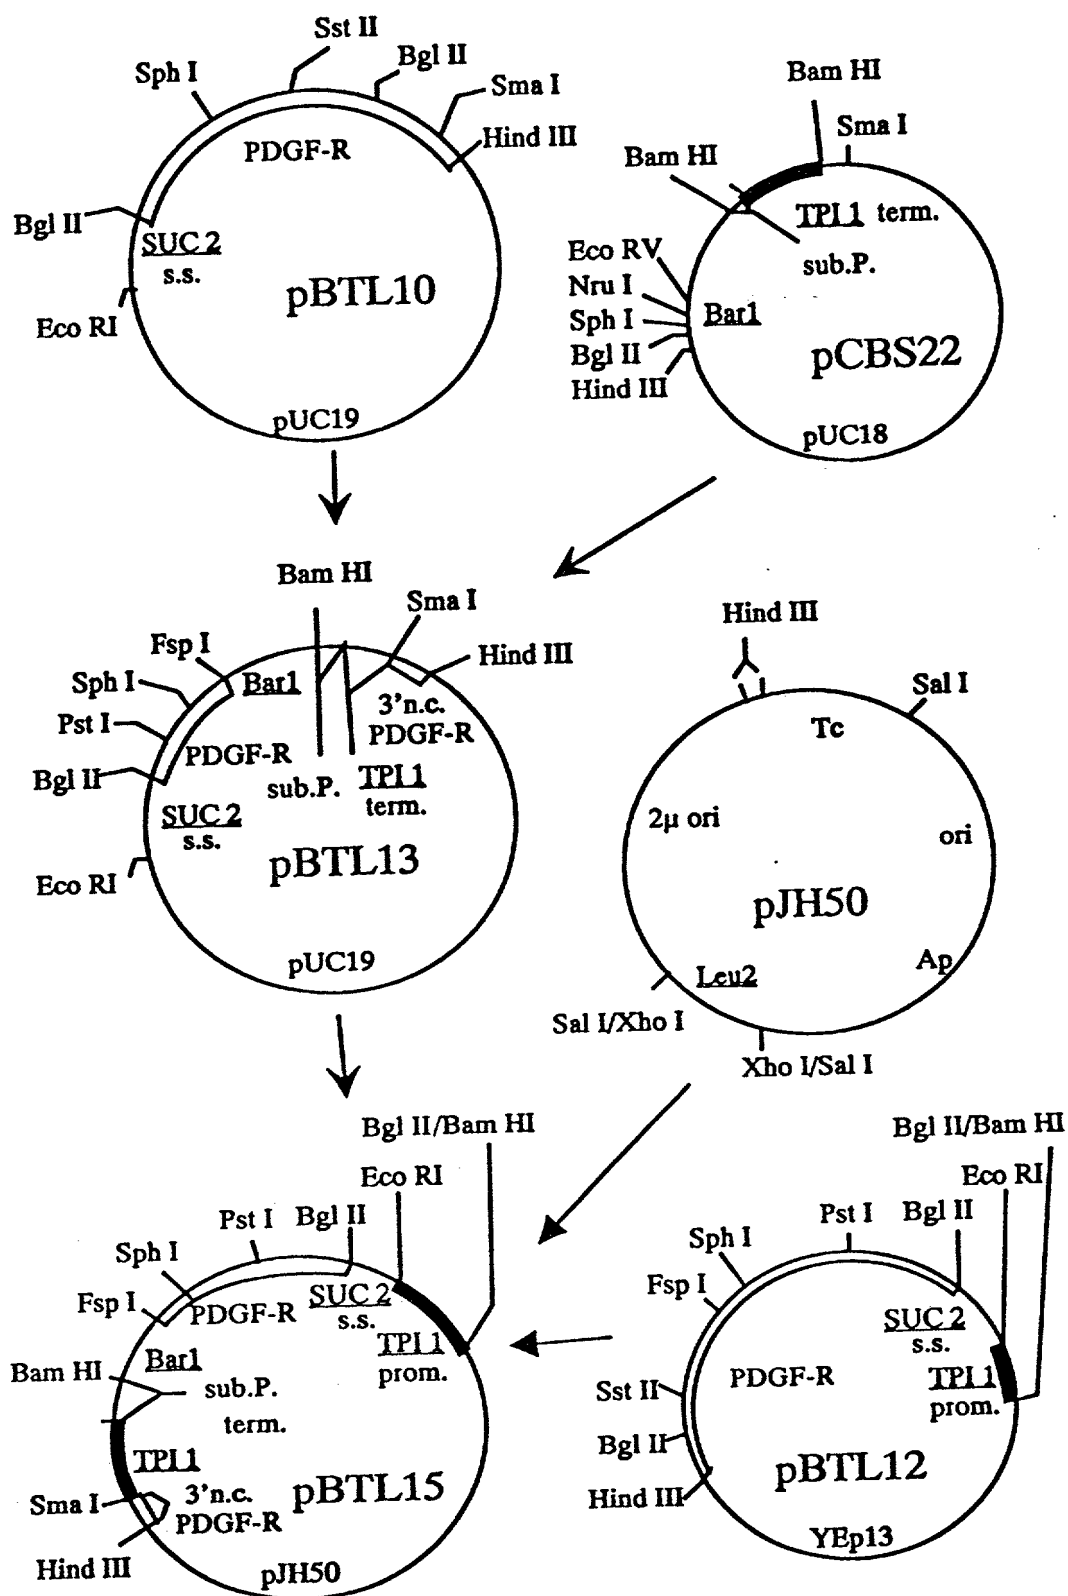 Sst II
Sph I
Bgl II
Sma I
Hind III
PDGF-R
Bgl II
SUC 2
s.s.
pBTL10
Eco RI
pUC19
Bam HI
Sma I
Bam HI
TPI 1 term.
sub.P.
Eco RV
Nru I
Sph I
Bgl II
Hind III
Bar1
pCBS22
pUC18
Bam HI
Sma I
Fsp I
Hind III
Sph I
Bar1
3'n.c.
PDGF-R
Pst I
PDGF-R
Bgl II
sub.P.
TPI 1
term.
SUC 2
s.s.
pBTL13
Eco RI
pUC19
Hind III
Sal I
Tc
2µ ori
ori
pJH50
Leu2
Ap
Sal I/Xho I
Xho I/Sal I
Bgl II/Bam HI
Eco RI
Pst I
Bgl II
Sph I
Fsp I
PDGF-R
SUC 2
s.s.
TPI 1
prom.
Bar1
Bam HI
sub.P.
term.
TPI1
Sma I
3'n.c.
PDGF-R
pBTL15
Hind III
pJH50
Bgl II/Bam HI
Eco RI
Pst I
Bgl II
Sph I
Fsp I
SUC 2
s.s.
PDGF-R
TPI 1
prom.
Sst II
Bgl II
pBTL12
Hind III
YEp13